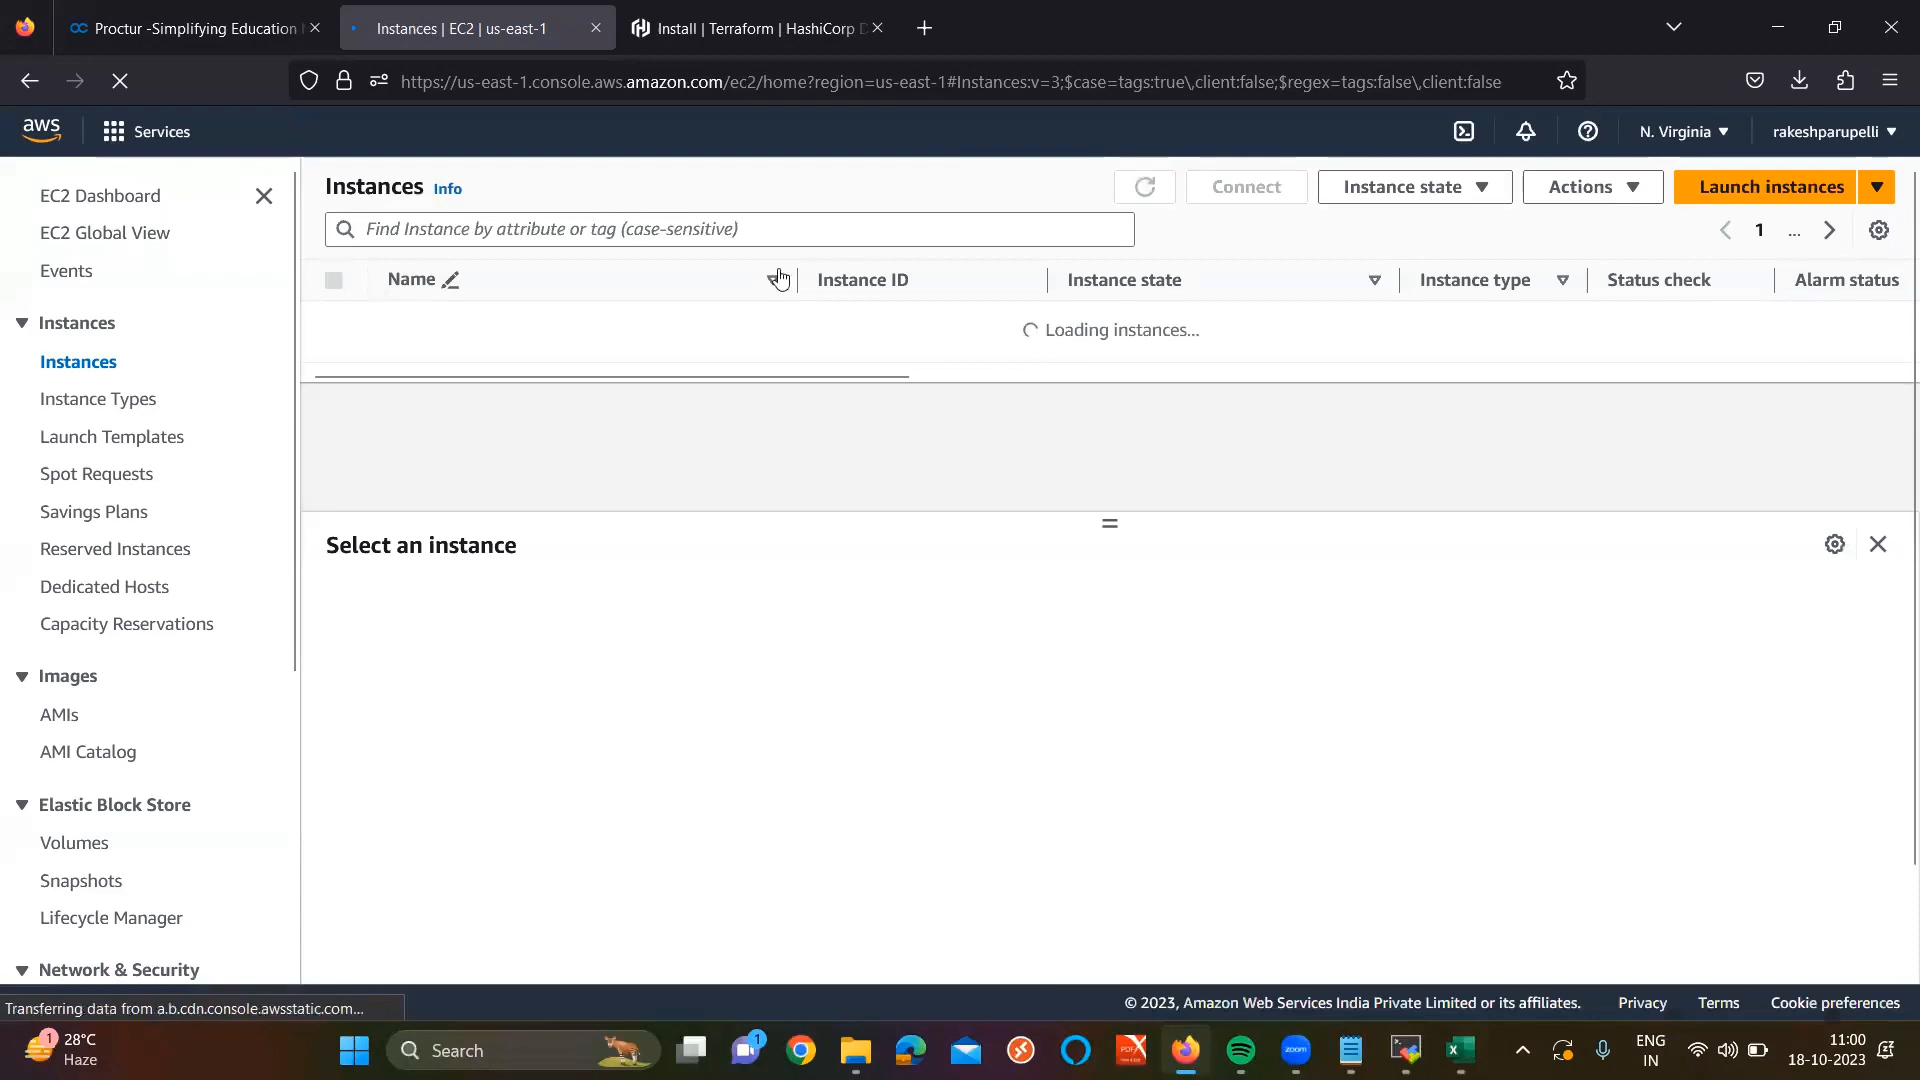 Proctur -Simplifying Education
Instances | EC2 | us-east-1
Install | Terraform | HashiCorp D
https://us-east-1.console.aws.amazon.com/ec2/home?region=us-east-1#Instances:v=3;$case=tags:true\,client:false;$regex=tags:false\,client:false
aws
Services
N. Virginia
rakeshparupelli
EC2 Dashboard
EC2 Global View
Events
Instances
Instances
Instance Types
Launch Templates
Spot Requests
Savings Plans
Reserved Instances
Dedicated Hosts
Capacity Reservations
Images
AMIs
AMI Catalog
Elastic Block Store
Volumes
Snapshots
Lifecycle Manager
Network & Security
Instances Info
Connect
Instance state
Actions
Launch instances
Find Instance by attribute or tag (case-sensitive)
1 ...
Name
Instance ID
Instance state
Instance type
Status check
Alarm status
Loading instances...
Select an instance
Transferring data from a.b.cdn.console.awsstatic.com...
© 2023, Amazon Web Services India Private Limited or its affiliates.
Privacy
Terms
Cookie preferences
1
28°C
Haze
Search
1
zoom
ENG
IN
11:00
18-10-2023